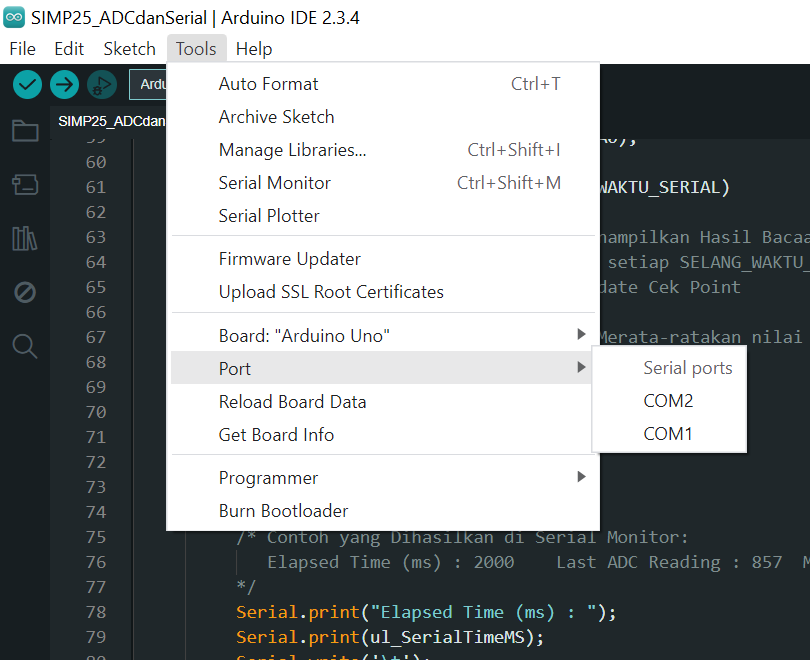 SIMP25_ADCdanSerial | Arduino IDE 2.3.4
File Edit Sketch Tools Help
Ardu
SIMP25_ADCdan
Auto Format Ctrl+T
Archive Sketch
Manage Libraries... Ctrl+Shift+I
Serial Monitor Ctrl+Shift+M
Serial Plotter
Firmware Updater
Upload SSL Root Certificates
Board: "Arduino Uno"
Port
Reload Board Data
Get Board Info
Programmer
Burn Bootloader
Serial ports
COM2
COM1
60
61 WAKTU_SERIAL)
62
63 nampilkan Hasil Bacaa
64 setiap SELANG_WAKTU_
65 date Cek Point
66
67 Merata-ratakan nilai
68
69
70
71
72
73
74
75 /* Contoh yang Dihasilkan di Serial Monitor:
76 Elapsed Time (ms) : 2000 Last ADC Reading : 857 M
77 */
78 Serial.print("Elapsed Time (ms) : ");
79 Serial.print(ul_SerialTimeMS);
80 Serial.write('\t');